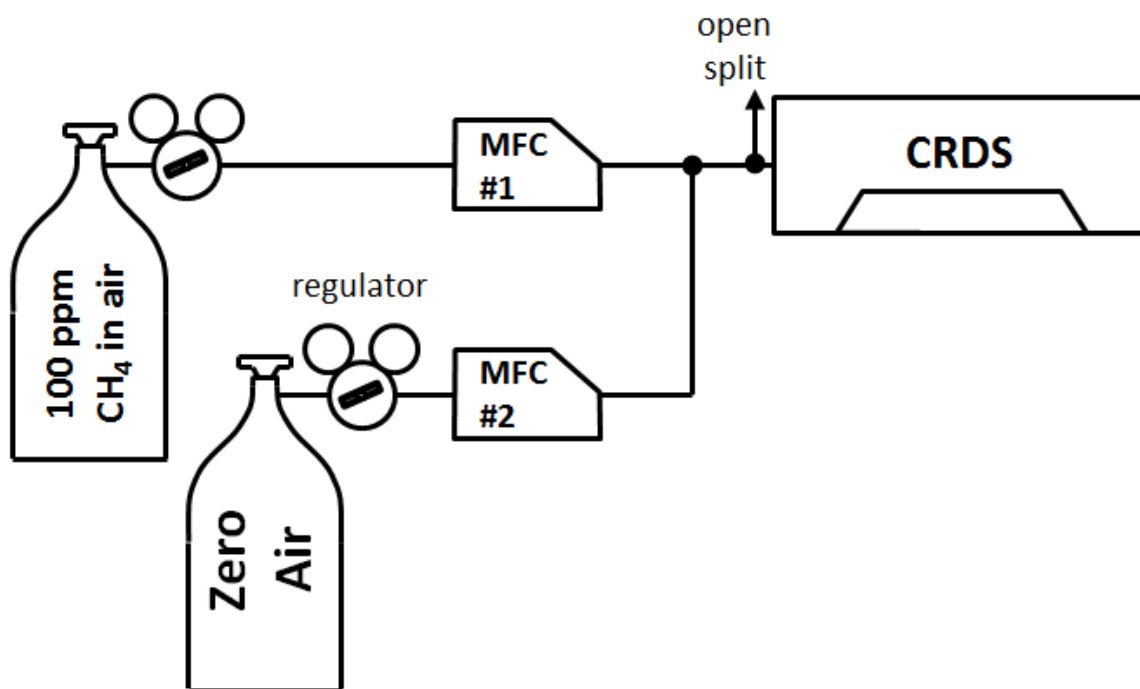 open
split
CRDS
MFC
#1
100 ppm
CH₄ in air
regulator
MFC
#2
Zero
Air